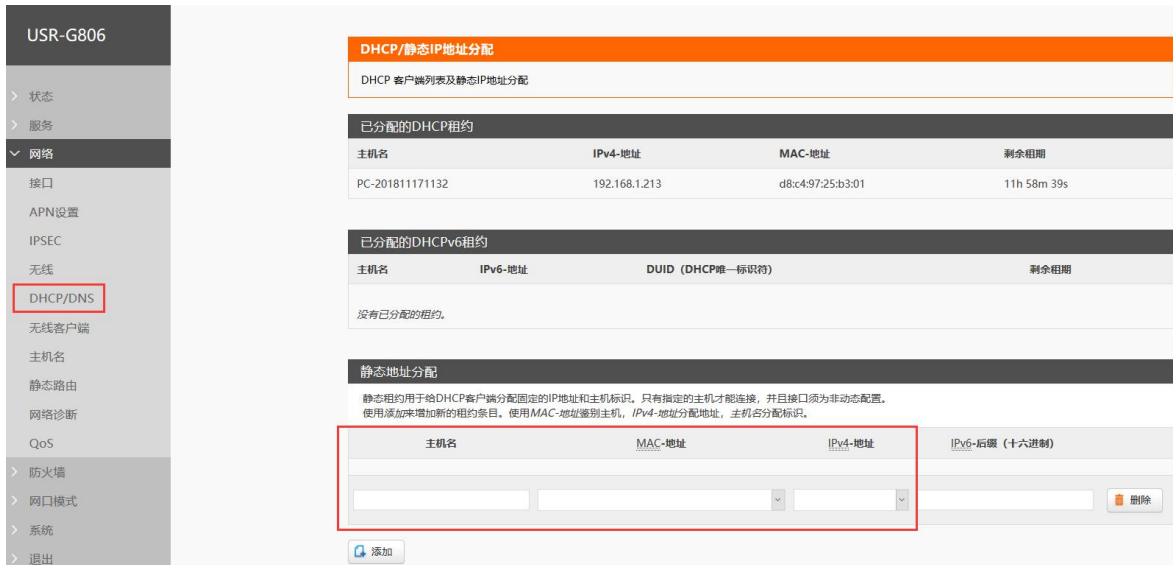 USR-G806
状态
服务
网络
接口
APN设置
IPSEC
无线
DHCP/DNS
无线客户端
主机名
静态路由
网络诊断
QoS
防火墙
网口模式
系统
退出
DHCP/静态IP地址分配
DHCP 客户端列表及静态IP地址分配
已分配的DHCP租约
主机名 IPv4-地址 MAC-地址 剩余租期
PC-201811171132 192.168.1.213 d8:c4:97:25:b3:01 11h 58m 39s
已分配的DHCPv6租约
主机名 IPv6-地址 DUID（DHCP唯一标识符） 剩余租期
没有已分配的租约。
静态地址分配
静态租约用于给DHCP客户端分配固定的IP地址和主机标识。只有指定的主机才能连接，并且接口须为非动态配置。
使用添加来增加新的租约条目。使用MAC-地址鉴别主机，IPv4-地址分配地址，主机名分配标识。
主机名 MAC-地址 IPv4-地址 IPv6-后缀（十六进制）
删除
添加